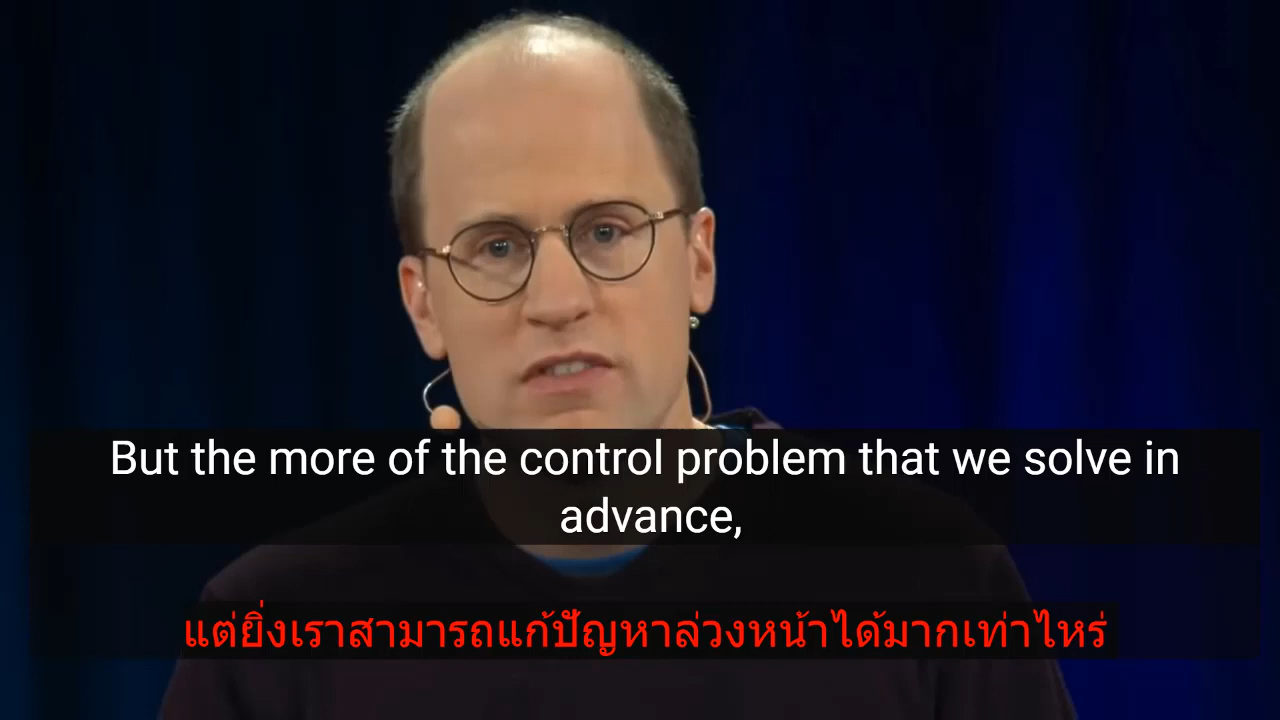 But the more of the control problem that we solve in
advance,
แต่ยิ่งเราสามารถแก้ปัญหาล่วงหน้าได้มากเท่าไหร่